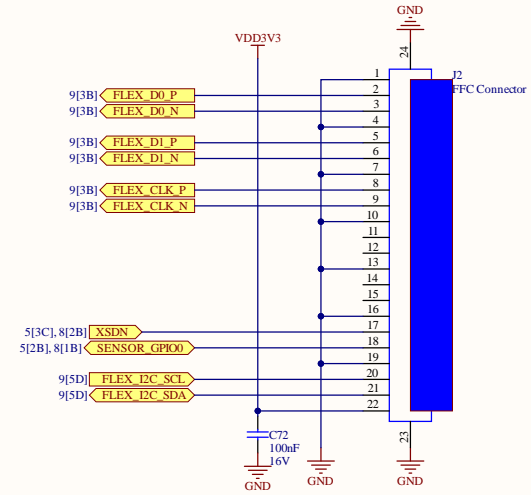 GND
24
VDD3V3
J2
FFC Connector
1
9[3B] FLEX_D0_P 2
9[3B] FLEX_D0_N 3
4
9[3B] FLEX_D1_P 5
9[3B] FLEX_D1_N 6
7
9[3B] FLEX_CLK_P 8
9[3B] FLEX_CLK_N 9
10
11
12
13
14
15
16
5[3C], 8[2B] XSDN 17
5[2B], 8[1B] SENSOR_GPIO0 18
19
9[5D] FLEX_I2C_SCL 20
9[5D] FLEX_I2C_SDA 21
22
C72
100nF
16V
23
GND
GND
GND